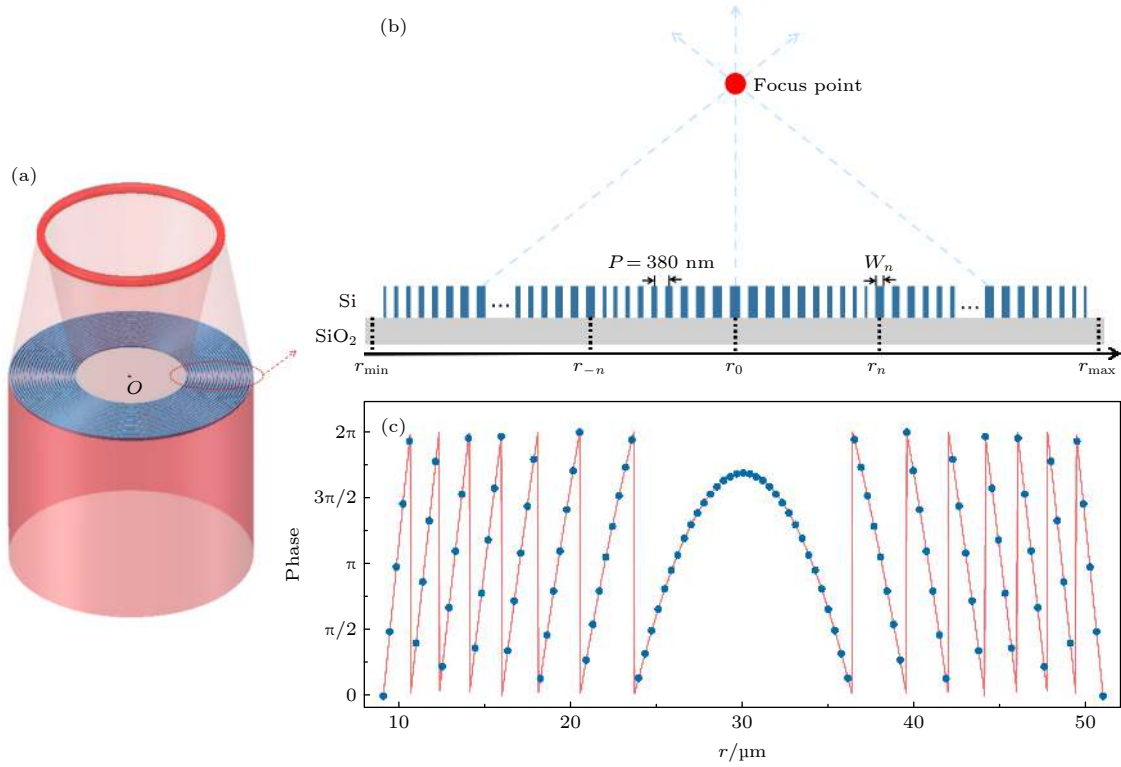 (a)
O
(b)
Focus point
P = 380 nm
Wₙ
Si
...
...
SiO₂
r_min
r_{-n}
r_0
r_n
r_max
(c)
2π
3π/2
π
π/2
0
Phase
10
20
30
40
50
r/μm